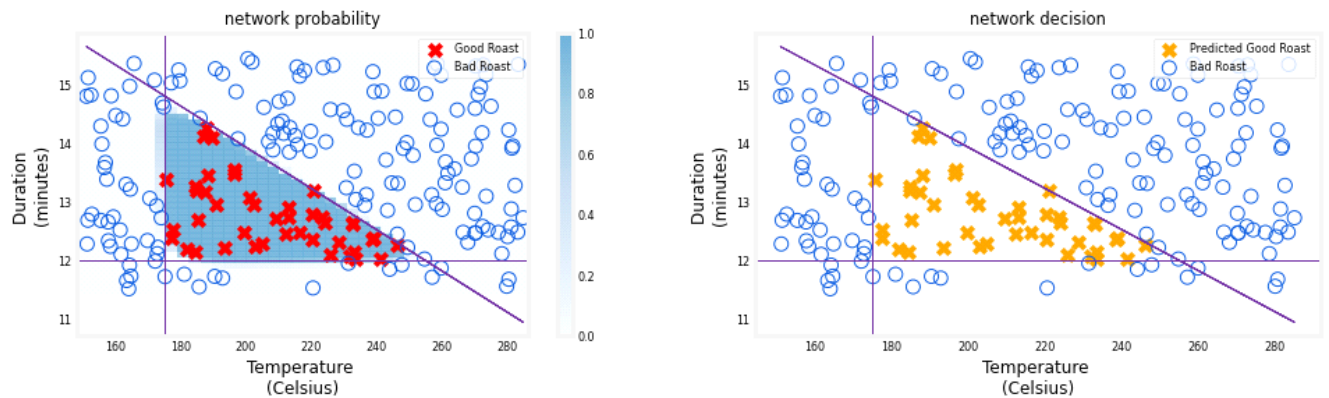 network probability
Good Roast
Bad Roast
Duration
(minutes)
15
14
13
12
11
160 180 200 220 240 260 280
Temperature
(Celsius)
1.0
0.8
0.6
0.4
0.2
0.0
network decision
Predicted Good Roast
Bad Roast
Duration
(minutes)
15
14
13
12
11
160 180 200 220 240 260 280
Temperature
(Celsius)